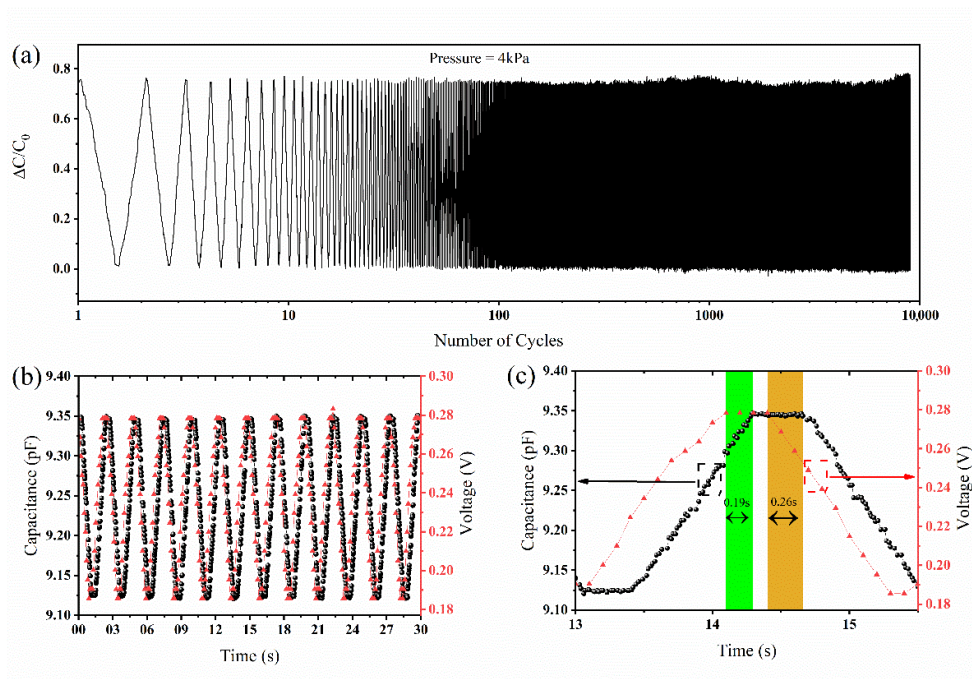 (a)
Pressure = 4kPa
0.8
0.6
0.4
0.2
0.0
ΔC/C0
1
10
100
1000
10,000
Number of Cycles
(b)
9.40
9.35
9.30
9.25
9.20
9.15
9.10
Capacitance (pF)
0.30
0.28
0.26
0.24
0.22
0.20
0.18
Voltage (V)
00 03 06 09 12 15 18 21 24 27 30
Time (s)
(c)
9.40
9.35
9.30
9.25
9.20
9.15
9.10
Capacitance (pF)
0.19s
0.26s
0.30
0.28
0.26
0.24
0.22
0.20
0.18
Voltage (V)
13 14 15
Time (s)